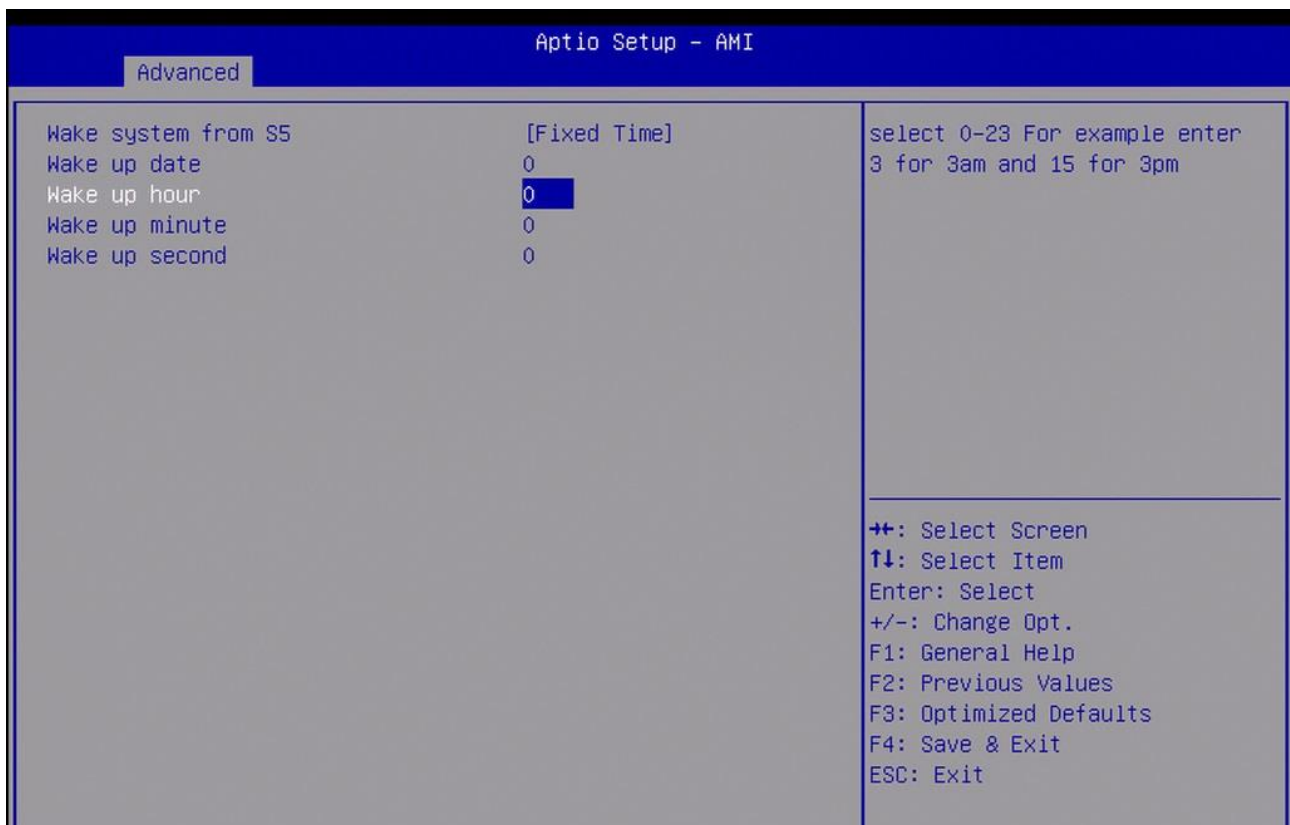 Aptio Setup – AMI
Advanced
Wake system from S5 [Fixed Time]
Wake up date 0
Wake up hour 0
Wake up minute 0
Wake up second 0
select 0-23 For example enter
3 for 3am and 15 for 3pm
→←: Select Screen
↑↓: Select Item
Enter: Select
+/-: Change Opt.
F1: General Help
F2: Previous Values
F3: Optimized Defaults
F4: Save & Exit
ESC: Exit